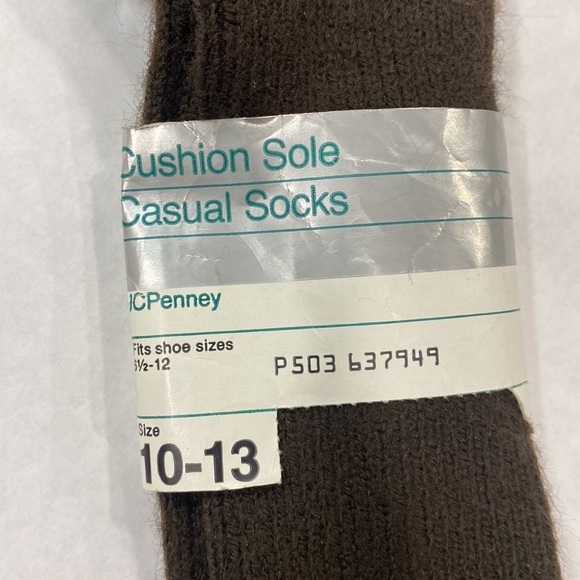 Cushion Sole
Casual Socks
JCPenney
Fits shoe sizes
6½-12
P503 637949
Size
10-13